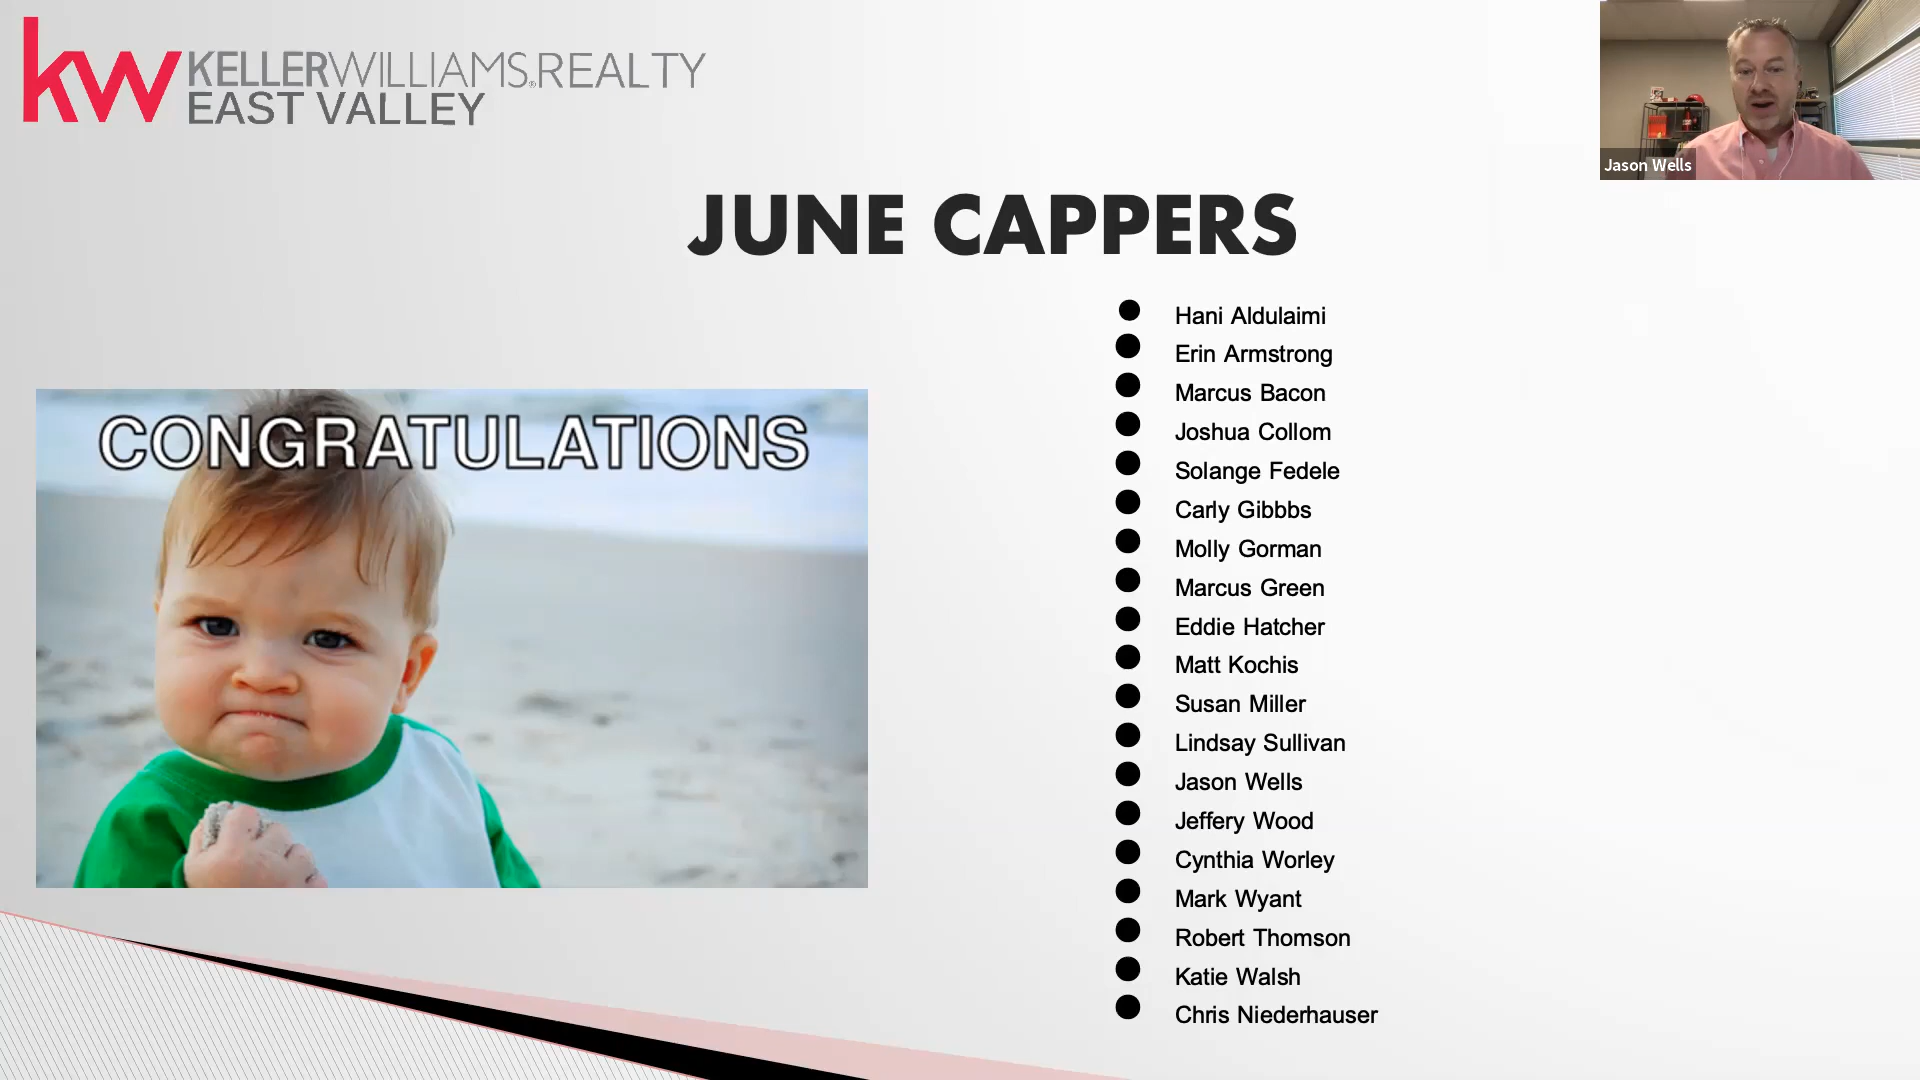 kw KELLERWILLIAMS. REALTY
EAST VALLEY
Jason Wells
JUNE CAPPERS
CONGRATULATIONS
Hani Aldulaimi
Erin Armstrong
Marcus Bacon
Joshua Collom
Solange Fedele
Carly Gibbbs
Molly Gorman
Marcus Green
Eddie Hatcher
Matt Kochis
Susan Miller
Lindsay Sullivan
Jason Wells
Jeffery Wood
Cynthia Worley
Mark Wyant
Robert Thomson
Katie Walsh
Chris Niederhauser